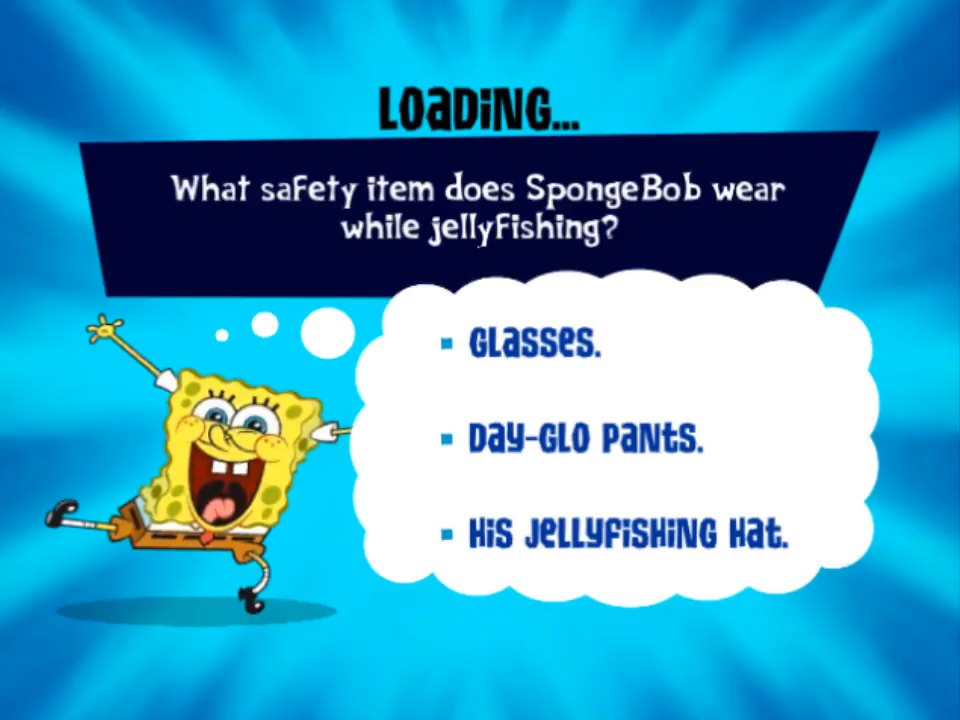 LOADING...
What safety item does SpongeBob wear
while jellyfishing?
Glasses.
Day-Glo pants.
His jellyfishing hat.